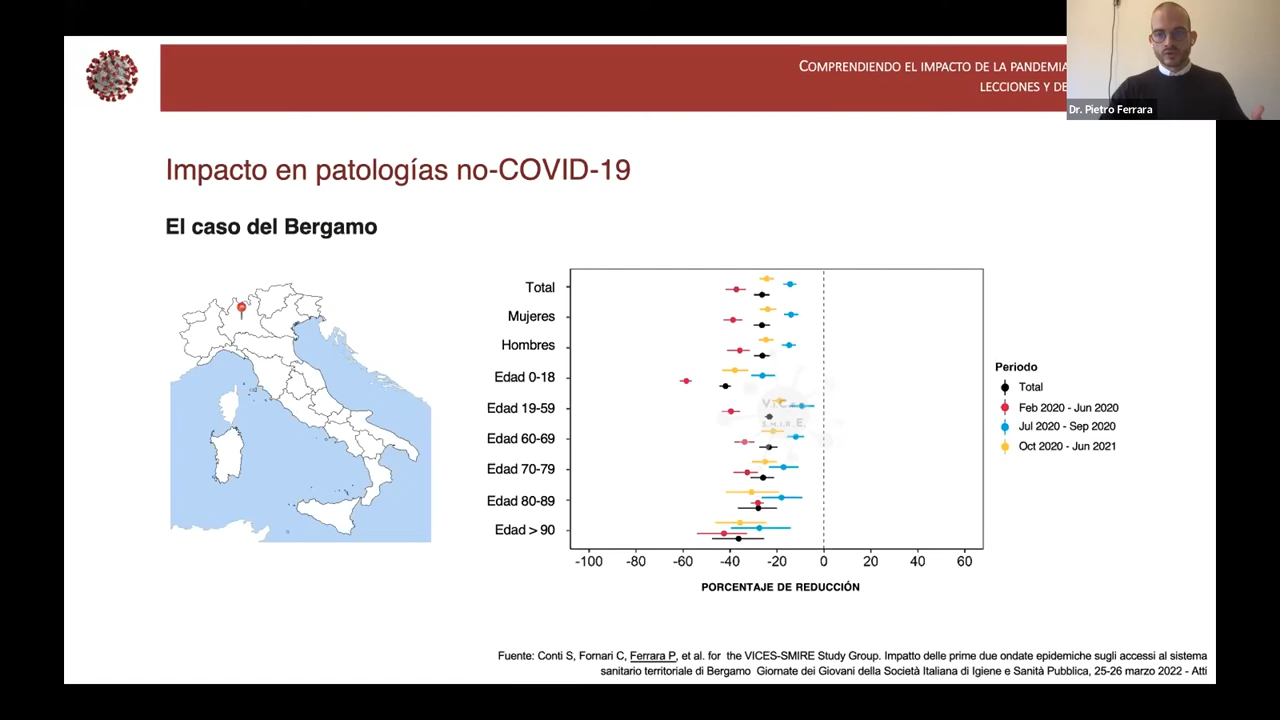 COMPRENDIENDO EL IMPACTO DE LA PANDEMIA
LECCIONES Y DE
Dr. Pietro Ferrara
Impacto en patologías no-COVID-19
El caso del Bergamo
Total
Mujeres
Hombres
Edad 0-18
Edad 19-59
Edad 60-69
Edad 70-79
Edad 80-89
Edad > 90
-100 -80 -60 -40 -20 0 20 40 60
PORCENTAJE DE REDUCCIÓN
Periodo
Total
Feb 2020 - Jun 2020
Jul 2020 - Sep 2020
Oct 2020 - Jun 2021
S.M.I.R.E.
Fuente: Conti S, Fornari C, Ferrara P, et al. for the VICES-SMIRE Study Group. Impatto delle prime due ondate epidemiche sugli accessi al sistema
sanitario territoriale di Bergamo Giornate dei Giovani della Società Italiana di Igiene e Sanità Pubblica, 25-26 marzo 2022 - Atti